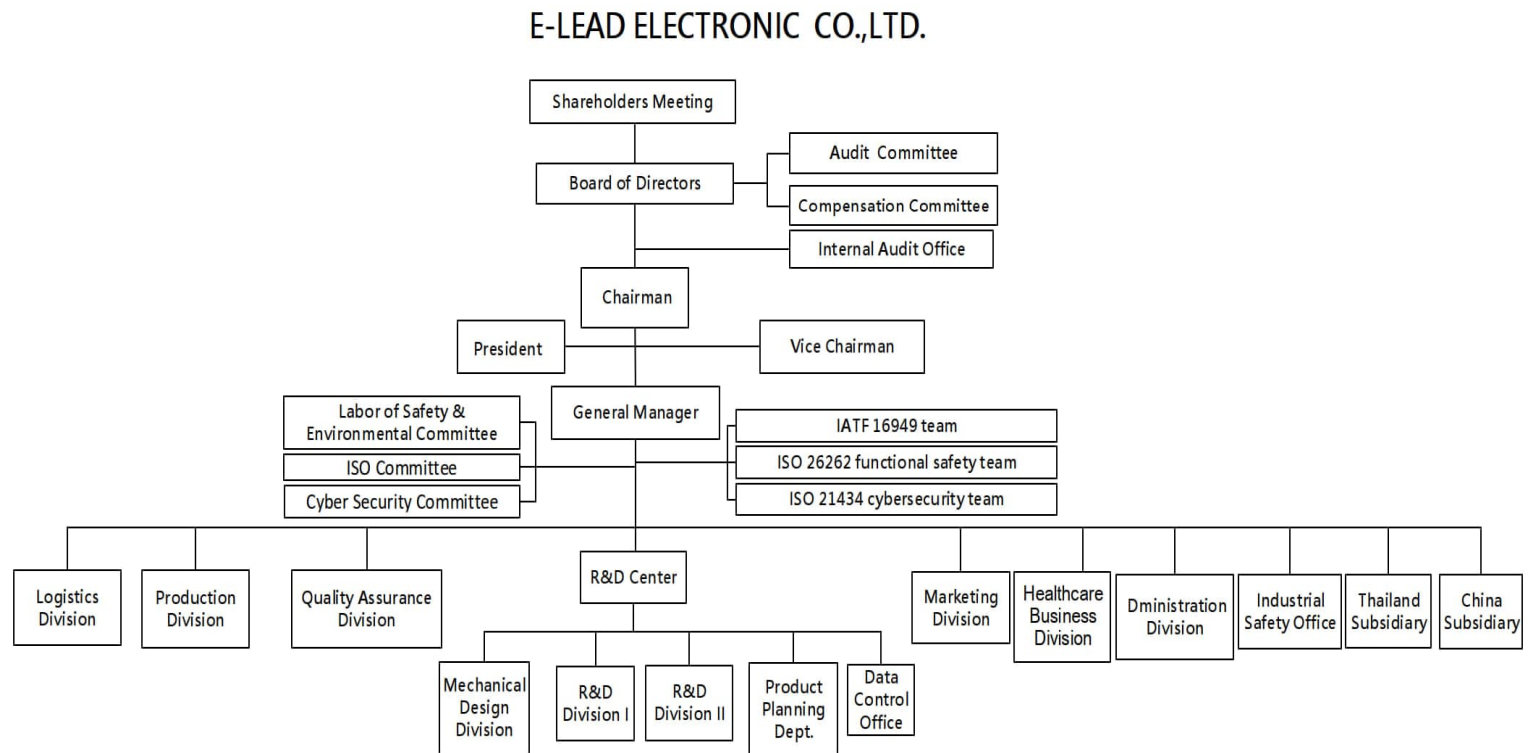 E-LEAD ELECTRONIC CO.,LTD.
Shareholders Meeting
Audit Committee
Board of Directors
Compensation Committee
Internal Audit Office
Chairman
President
Vice Chairman
General Manager
Labor of Safety &
Environmental Committee
ISO Committee
Cyber Security Committee
IATF 16949 team
ISO 26262 functional safety team
ISO 21434 cybersecurity team
Logistics
Division
Production
Division
Quality Assurance
Division
R&D Center
Marketing
Division
Healthcare
Business
Division
Dministration
Division
Industrial
Safety Office
Thailand
Subsidiary
China
Subsidiary
Mechanical
Design
Division
R&D
Division I
R&D
Division II
Product
Planning
Dept.
Data
Control
Office